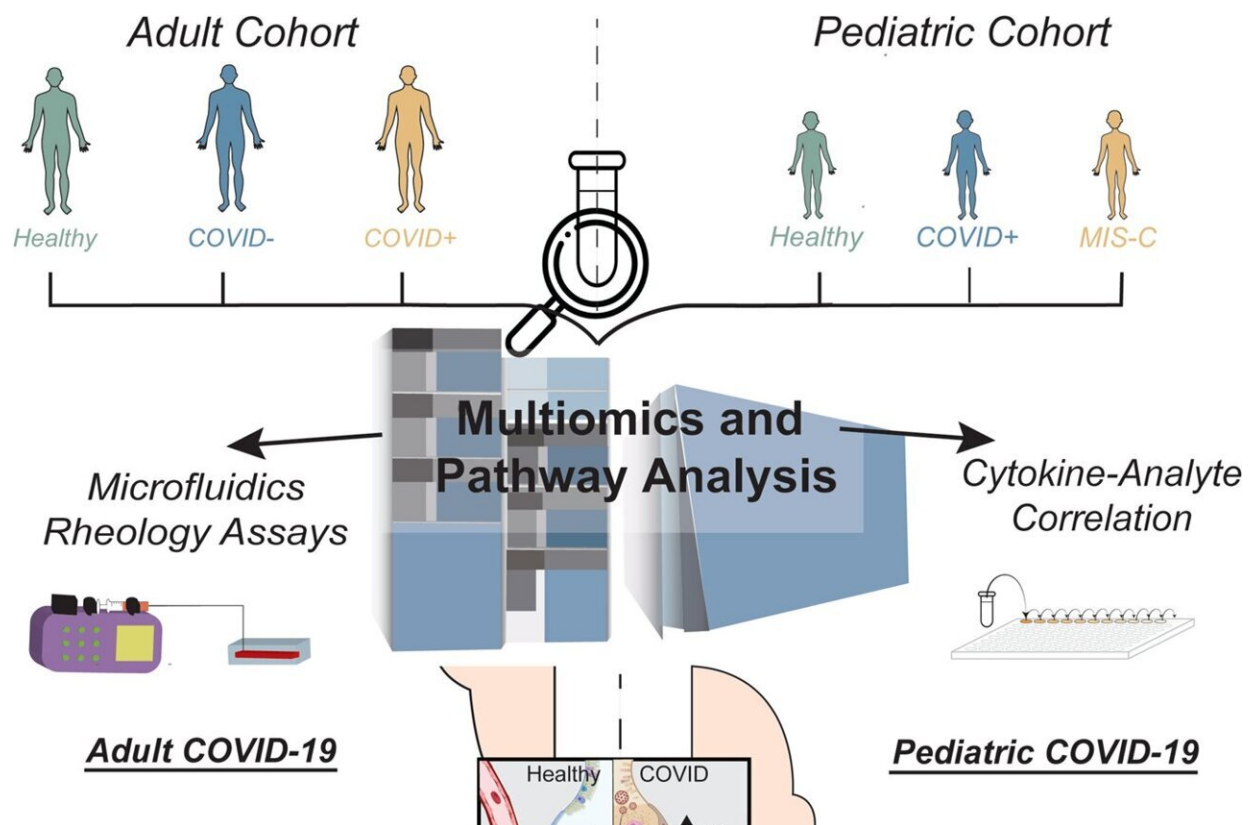 Adult Cohort
Pediatric Cohort
Healthy
COVID-
COVID+
Healthy
COVID+
MIS-C
Multiomics and
Pathway Analysis
Microfluidics
Rheology Assays
Cytokine-Analyte
Correlation
Adult COVID-19
Pediatric COVID-19
Healthy
COVID